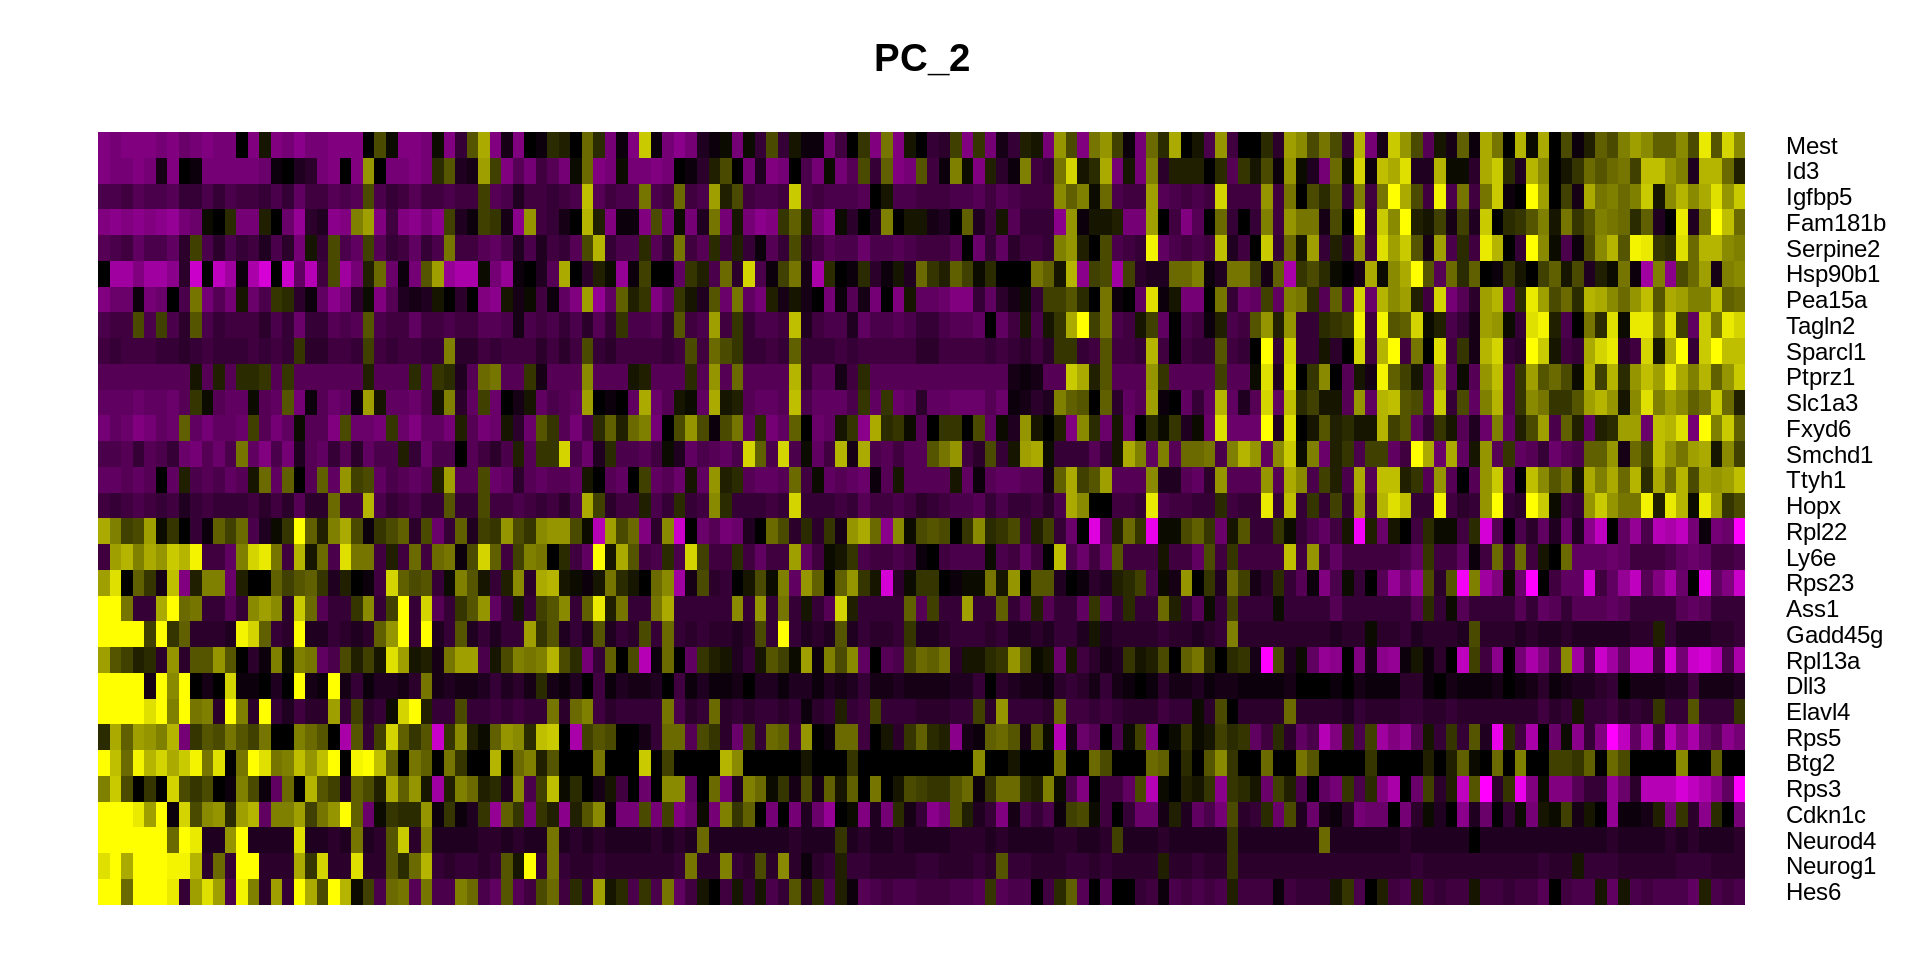 PC_2
Mest
Id3
Igfbp5
Fam181b
Serpine2
Hsp90b1
Pea15a
Tagln2
Sparcl1
Ptprz1
Slc1a3
Fxyd6
Smchd1
Ttyh1
Hopx
Rpl22
Ly6e
Rps23
Ass1
Gadd45g
Rpl13a
Dll3
Elavl4
Rps5
Btg2
Rps3
Cdkn1c
Neurod4
Neurog1
Hes6